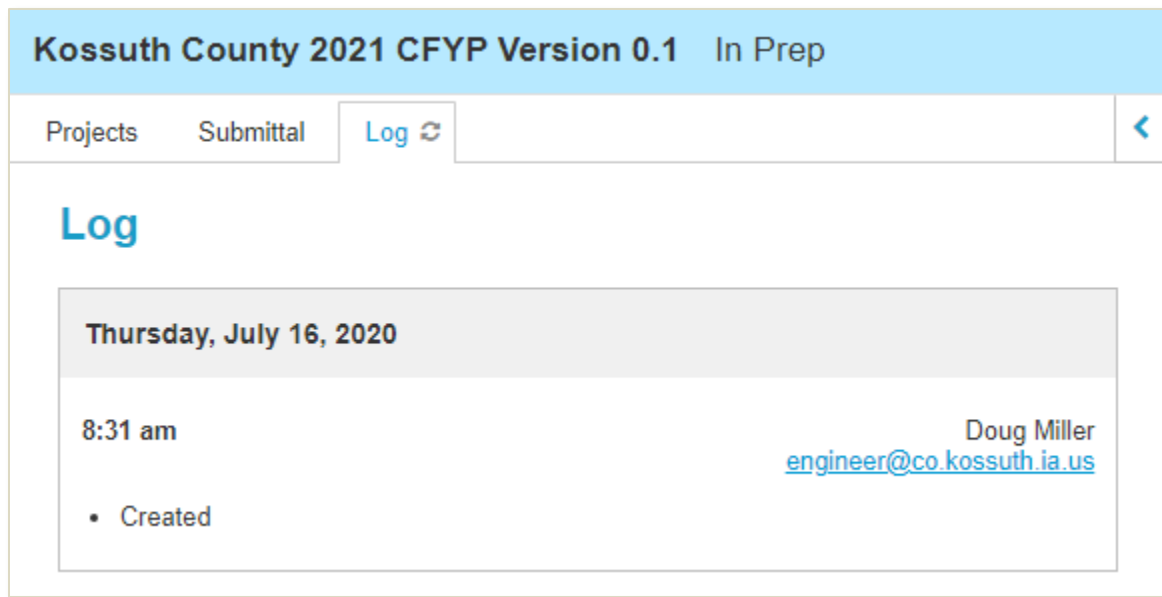 Kossuth County 2021 CFYP Version 0.1 In Prep
Projects Submittal Log
Log
Thursday, July 16, 2020
8:31 am Doug Miller
engineer@co.kossuth.ia.us
• Created